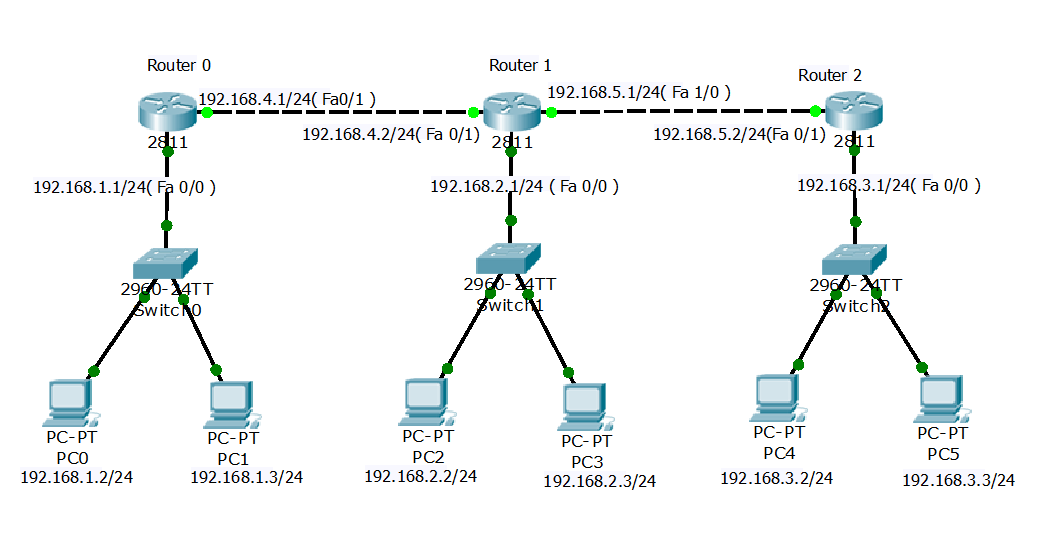 Router 0
Router 1
Router 2
192.168.4.1/24( Fa0/1 )
192.168.5.1/24( Fa 1/0 )
192.168.4.2/24( Fa 0/1)
192.168.5.2/24(Fa 0/1)
2811
2811
2811
192.168.1.1/24( Fa 0/0 )
192.168.2.1/24 ( Fa 0/0 )
192.168.3.1/24( Fa 0/0 )
2960-24TT
Switch0
2960-24TT
Switch1
2960-24TT
Switch2
PC-PT
PC0
192.168.1.2/24
PC-PT
PC1
192.168.1.3/24
PC-PT
PC2
192.168.2.2/24
PC-PT
PC3
192.168.2.3/24
PC-PT
PC4
192.168.3.2/24
PC-PT
PC5
192.168.3.3/24